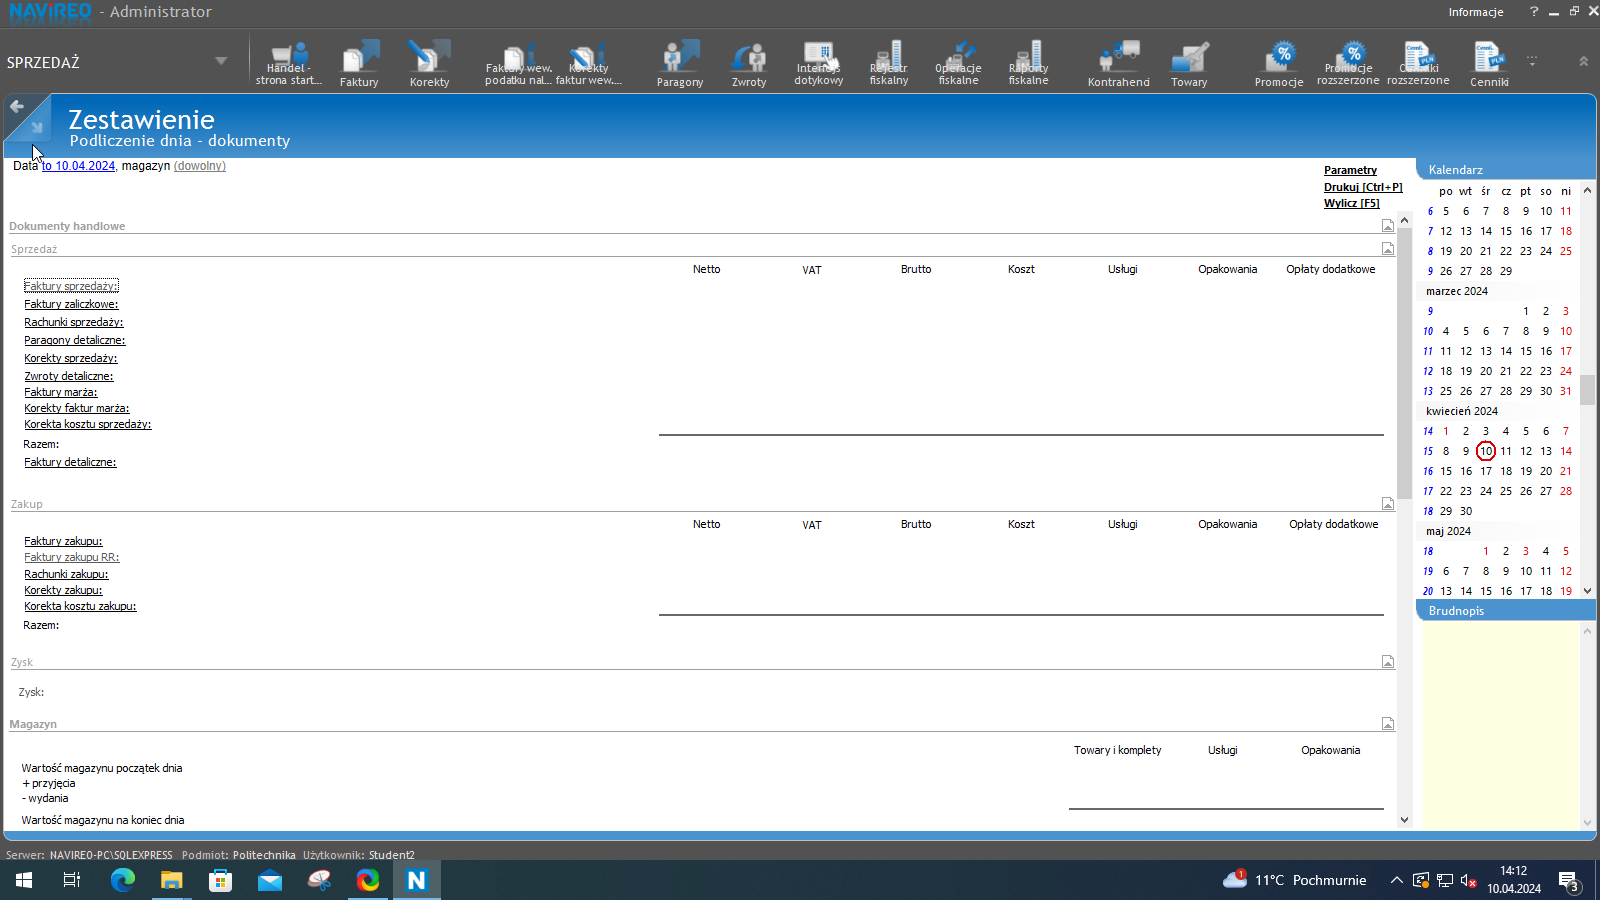 NAVIREO - Administrator
Informacje
?
SPRZEDAŻ
Handel - strona start...
Faktury
Korekty
Faktury wew. podatku nal...
Korekty faktur wew....
Paragony
Zwroty
Interfejs dotykowy
Rejestr fiskalny
Operacje fiskalne
Raporty fiskalne
Kontrahenci
Towary
Promocje
Promocje rozszerzone
Cenniki rozszerzone
Cenniki
Zestawienie
Podliczenie dnia - dokumenty
Data to 10.04.2024, magazyn (dowolny)
Parametry
Drukuj [Ctrl+P]
Wylicz [F5]
Dokumenty handlowe
Sprzedaż
Netto VAT Brutto Koszt Usługi Opakowania Opłaty dodatkowe
Faktury sprzedaży:
Faktury zaliczkowe:
Rachunki sprzedaży:
Paragony detaliczne:
Korekty sprzedaży:
Zwroty detaliczne:
Faktury marża:
Korekty faktur marża:
Korekta kosztu sprzedaży:
Razem:
Faktury detaliczne:
Zakup
Netto VAT Brutto Koszt Usługi Opakowania Opłaty dodatkowe
Faktury zakupu:
Faktury zakupu RR:
Rachunki zakupu:
Korekty zakupu:
Korekta kosztu zakupu:
Razem:
Zysk
Zysk:
Magazyn
Towary i komplety Usługi Opakowania
Wartość magazynu początek dnia
+ przyjęcia
- wydania
Wartość magazynu na koniec dnia
Kalendarz
po wt śr cz pt so ni
6 5 6 7 8 9 10 11
7 12 13 14 15 16 17 18
8 19 20 21 22 23 24 25
9 26 27 28 29
marzec 2024
9 1 2 3
10 4 5 6 7 8 9 10
11 11 12 13 14 15 16 17
12 18 19 20 21 22 23 24
13 25 26 27 28 29 30 31
kwiecień 2024
14 1 2 3 4 5 6 7
15 8 9 10 11 12 13 14
16 15 16 17 18 19 20 21
17 22 23 24 25 26 27 28
18 29 30
maj 2024
18 1 2 3 4 5
19 6 7 8 9 10 11 12
20 13 14 15 16 17 18 19
Brudnopis
Serwer: NAVIREO-PC\SQLEXPRESS Podmiot: Politechnika Użytkownik: Student2
N
1
11°C Pochmurnie
14:12
10.04.2024
3